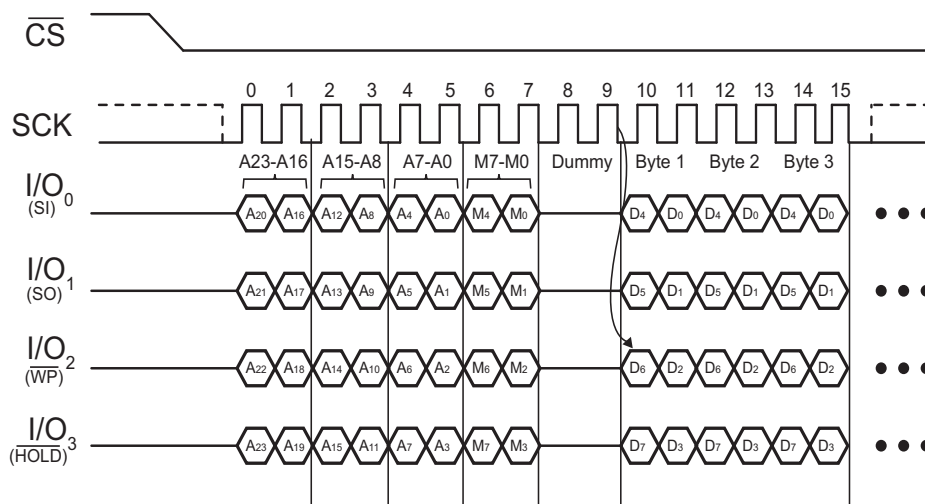 CS
0 1 2 3 4 5 6 7 8 9 10 11 12 13 14 15
SCK
A23-A16 A15-A8 A7-A0 M7-M0 Dummy Byte 1 Byte 2 Byte 3
I/O0
(SI)
A20 A16 A12 A8 A4 A0 M4 M0 D4 D0 D4 D0 D4 D0
I/O1
(SO)
A21 A17 A13 A9 A5 A1 M5 M1 D5 D1 D5 D1 D5 D1
I/O2
(WP)
A22 A18 A14 A10 A6 A2 M6 M2 D6 D2 D6 D2 D6 D2
I/O3
(HOLD)
A23 A19 A15 A11 A7 A3 M7 M3 D7 D3 D7 D3 D7 D3